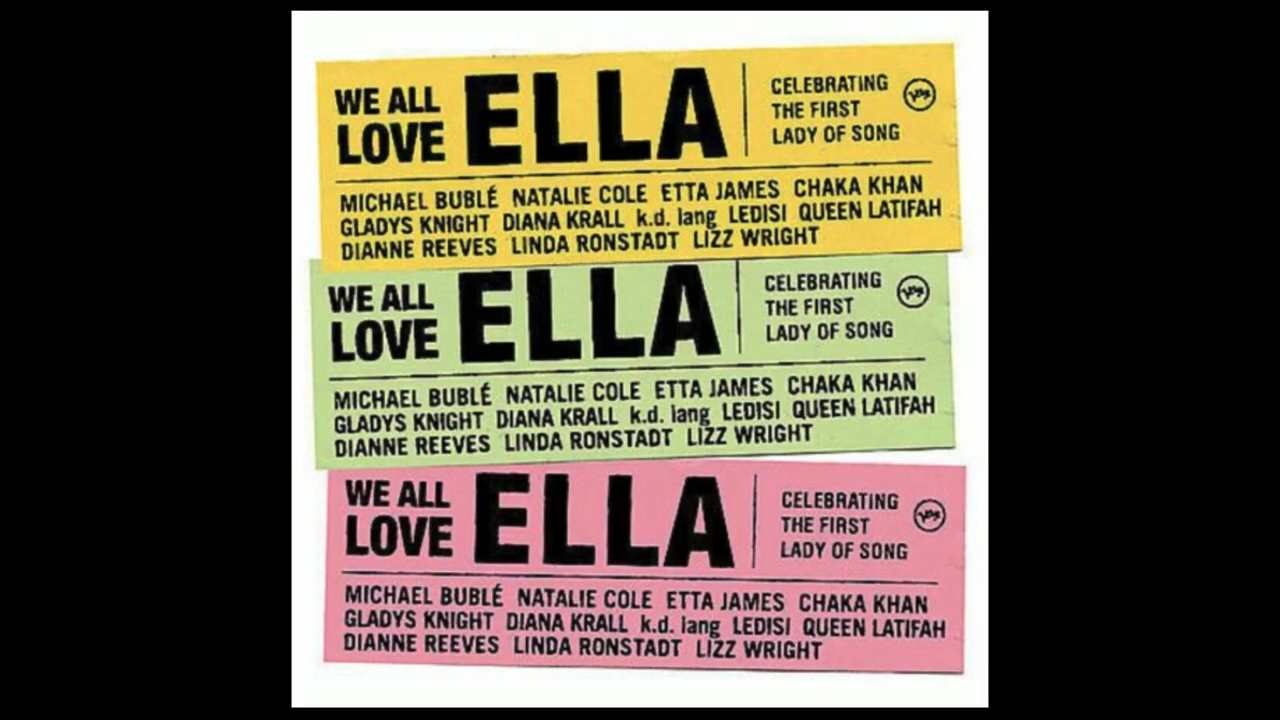 WE ALL
LOVE
ELLA
CELEBRATING
THE FIRST
LADY OF SONG
Verve
MICHAEL BUBLÉ NATALIE COLE ETTA JAMES CHAKA KHAN
GLADYS KNIGHT DIANA KRALL k.d. lang LEDISI QUEEN LATIFAH
DIANNE REEVES LINDA RONSTADT LIZZ WRIGHT
WE ALL
LOVE
ELLA
CELEBRATING
THE FIRST
LADY OF SONG
Verve
MICHAEL BUBLÉ NATALIE COLE ETTA JAMES CHAKA KHAN
GLADYS KNIGHT DIANA KRALL k.d. lang LEDISI QUEEN LATIFAH
DIANNE REEVES LINDA RONSTADT LIZZ WRIGHT
WE ALL
LOVE
ELLA
CELEBRATING
THE FIRST
LADY OF SONG
Verve
MICHAEL BUBLÉ NATALIE COLE ETTA JAMES CHAKA KHAN
GLADYS KNIGHT DIANA KRALL k.d. lang LEDISI QUEEN LATIFAH
DIANNE REEVES LINDA RONSTADT LIZZ WRIGHT